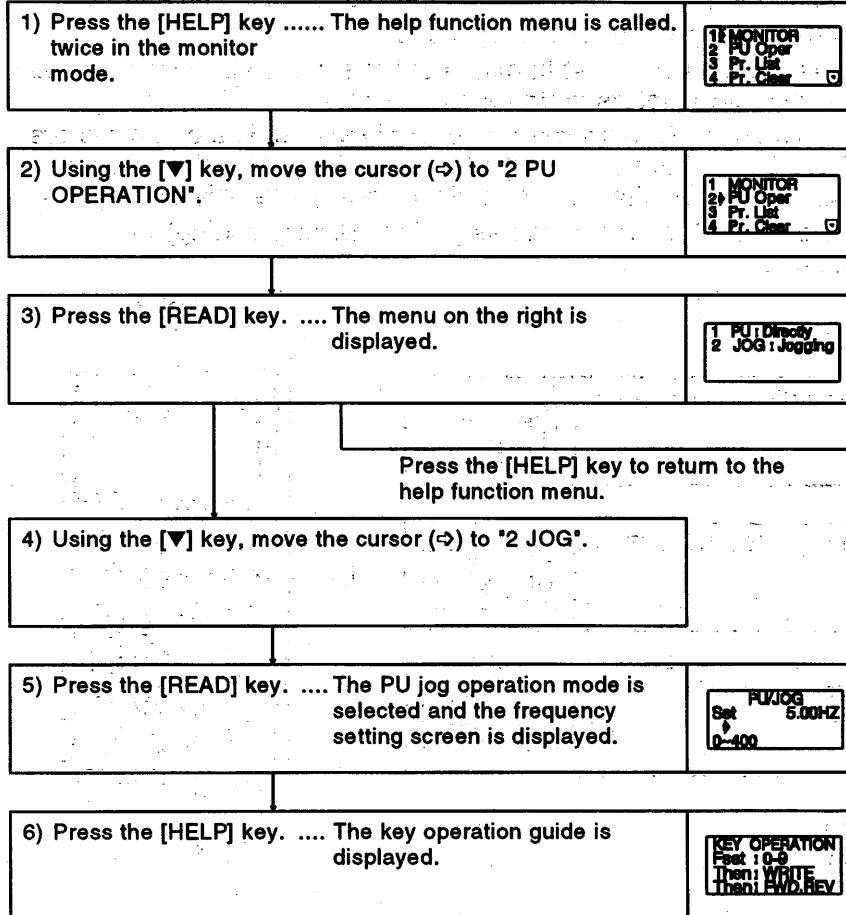 1) Press the [HELP] key ...... The help function menu is called.
twice in the monitor
mode.
1 MONITOR
2 PU Oper
3 Pr. List
4 Pr. Clear
2) Using the [▼] key, move the cursor (⇨) to "2 PU
OPERATION".
1 MONITOR
2 PU Oper
3 Pr. List
4 Pr. Clear
3) Press the [READ] key. .... The menu on the right is
displayed.
1 PU : Directly
2 JOG : Jogging
Press the [HELP] key to return to the
help function menu.
4) Using the [▼] key, move the cursor (⇨) to "2 JOG".
5) Press the [READ] key. .... The PU jog operation mode is
selected and the frequency
setting screen is displayed.
PU/JOG
Set 5.00HZ
0~400
6) Press the [HELP] key. .... The key operation guide is
displayed.
KEY OPERATION
Fset : 0-9
Then: WRITE
Then: FWD.REV